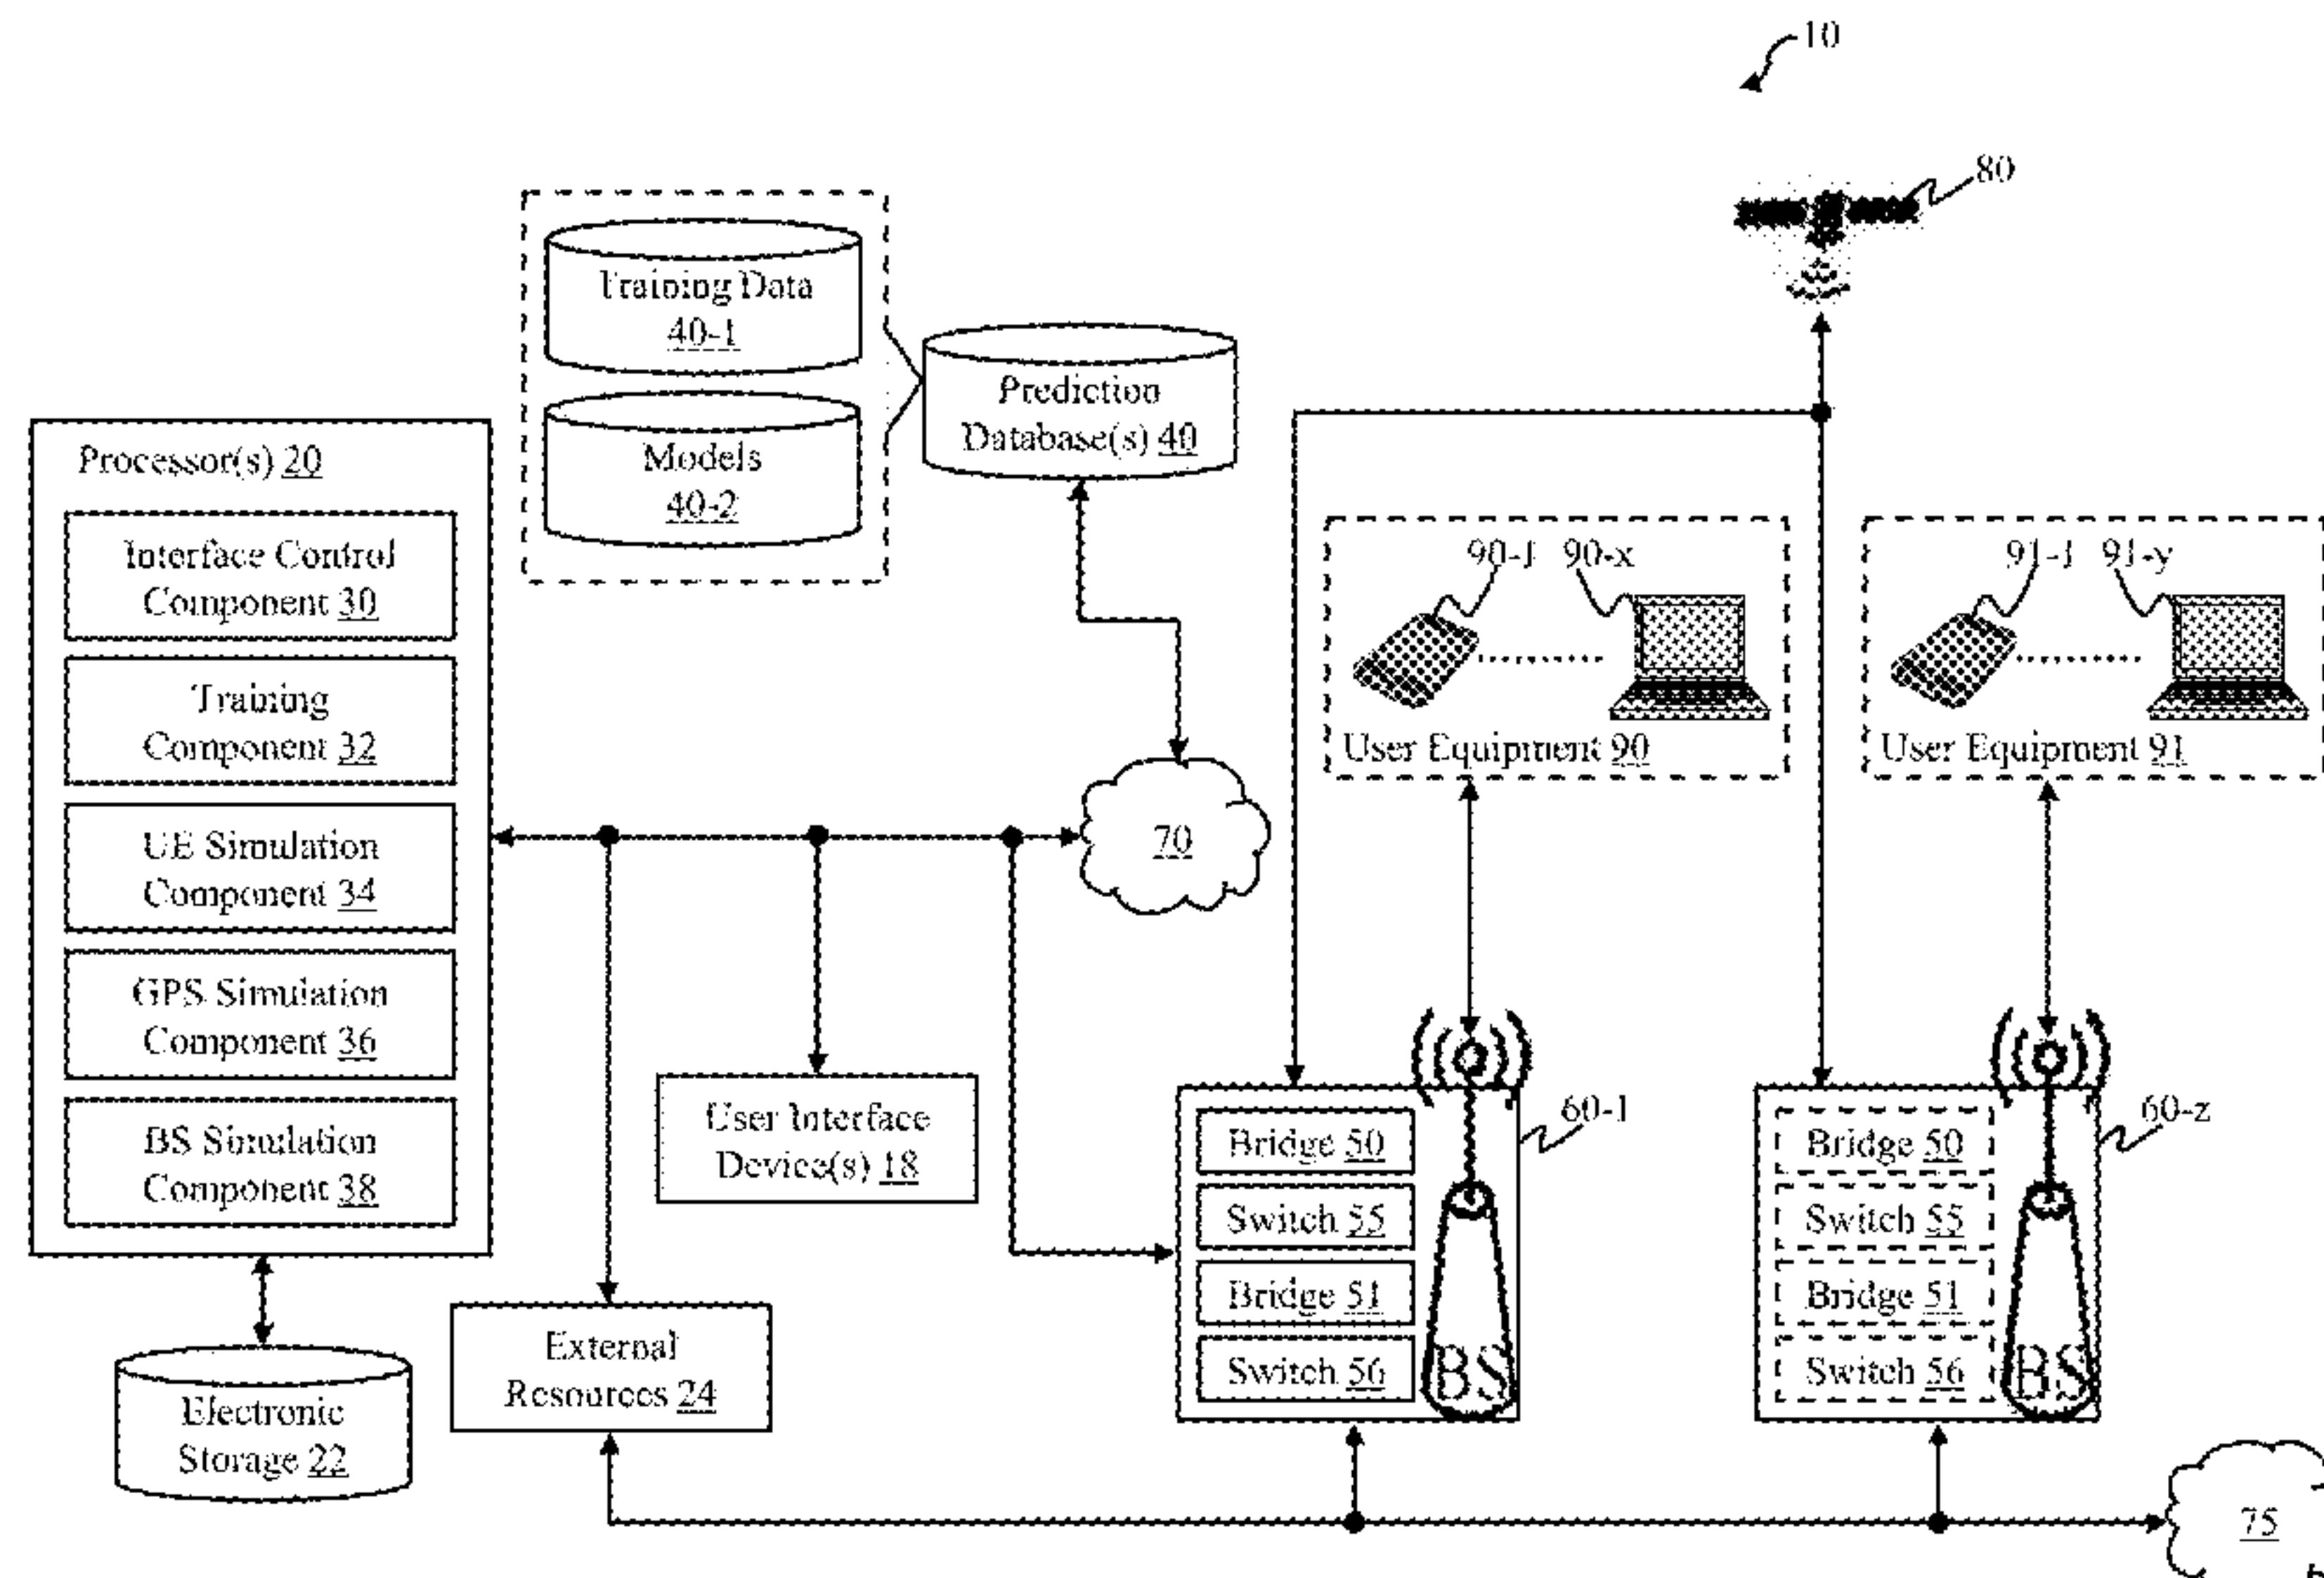 10
80
Training Data
40-1
Models
40-2
Prediction
Database(s) 40
Processor(s) 20
Interface Control
Component 30
Training
Component 32
UE Simulation
Component 34
GPS Simulation
Component 36
BS Simulation
Component 38
Electronic
Storage 22
External
Resources 24
User Interface
Device(s) 18
70
90-1 90-x
User Equipment 90
91-1 91-y
User Equipment 91
60-1
Bridge 50
Switch 55
Bridge 51
Switch 56
BS
60-z
Bridge 50
Switch 55
Bridge 51
Switch 56
BS
75